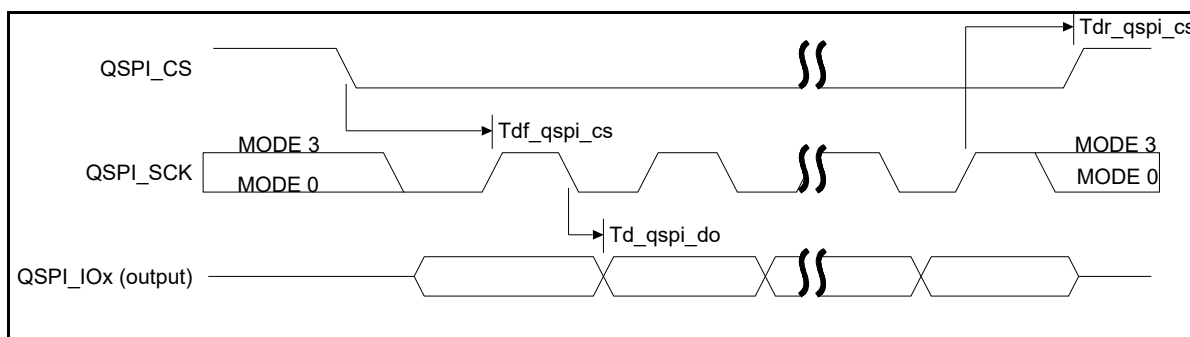 Tdr_qspi_cs
QSPI_CS
Tdf_qspi_cs
MODE 3
MODE 3
QSPI_SCK
MODE 0
MODE 0
Td_qspi_do
QSPI_IOx (output)